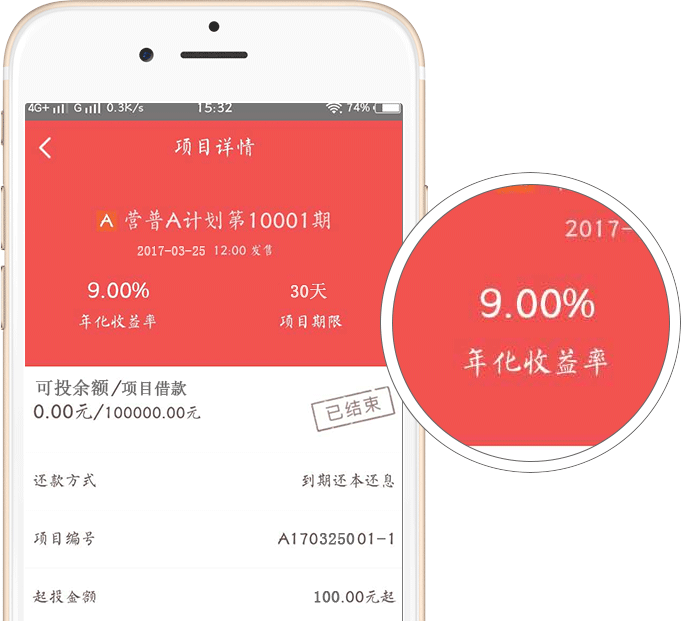 4G+ G 0.3K/s 15:32 74%
项目详情
A 营普A计划第10001期
2017-03-25 12:00 发售
9.00% 30天
年化收益率 项目期限
可投余额/项目借款
0.00元/100000.00元
已结束
还款方式 到期还本还息
项目编号 A170325001-1
起投金额 100.00元起
2017-
9.00%
年化收益率